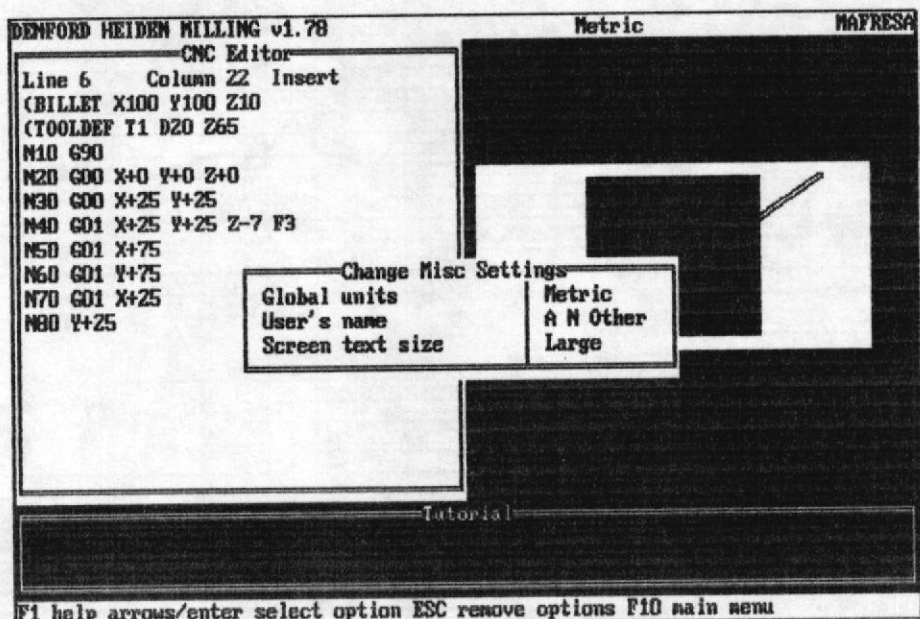 DENFORD HEIDEN MILLING v1.78 Metric MAFRESA
CNC Editor
Line 6 Column 22 Insert
(BILLET X100 Y100 Z10
(TOOLDEF T1 D20 Z65
N10 G90
N20 G00 X+0 Y+0 Z+0
N30 G00 X+25 Y+25
N40 G01 X+25 Y+25 Z-7 F3
N50 G01 X+75
N60 G01 Y+75
N70 G01 X+25
N80 Y+25
Change Misc Settings
Global units Metric
User's name A N Other
Screen text size Large
Tutorial
F1 help arrows/enter select option ESC remove options F10 main menu